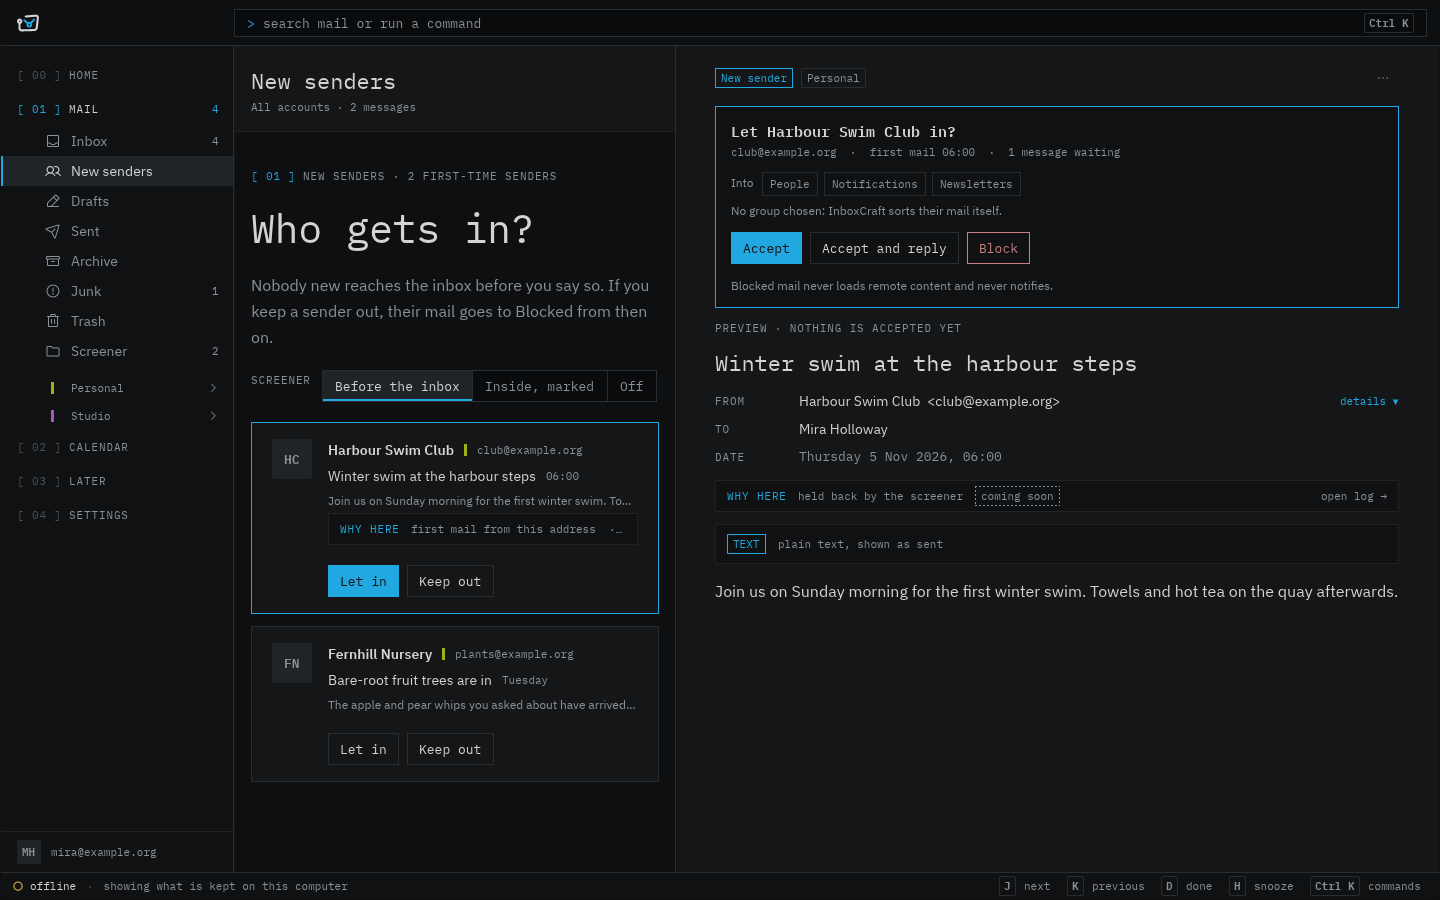 > search mail or run a command
Ctrl K
[ 00 ] HOME
[ 01 ] MAIL 4
Inbox 4
New senders
Drafts
Sent
Archive
Junk 1
Trash
Screener 2
Personal
Studio
[ 02 ] CALENDAR
[ 03 ] LATER
[ 04 ] SETTINGS
MH mira@example.org
New senders
All accounts · 2 messages
[ 01 ] NEW SENDERS · 2 FIRST-TIME SENDERS
Who gets in?
Nobody new reaches the inbox before you say so. If you
keep a sender out, their mail goes to Blocked from then
on.
SCREENER Before the inbox Inside, marked Off
HC
Harbour Swim Club club@example.org
Winter swim at the harbour steps 06:00
Join us on Sunday morning for the first winter swim. To...
WHY HERE first mail from this address ·…
Let in Keep out
FN
Fernhill Nursery plants@example.org
Bare-root fruit trees are in Tuesday
The apple and pear whips you asked about have arrived...
Let in Keep out
New sender Personal ···
Let Harbour Swim Club in?
club@example.org · first mail 06:00 · 1 message waiting
Into People Notifications Newsletters
No group chosen: InboxCraft sorts their mail itself.
Accept Accept and reply Block
Blocked mail never loads remote content and never notifies.
PREVIEW · NOTHING IS ACCEPTED YET
Winter swim at the harbour steps
FROM Harbour Swim Club <club@example.org> details ▾
TO Mira Holloway
DATE Thursday 5 Nov 2026, 06:00
WHY HERE held back by the screener coming soon open log →
TEXT plain text, shown as sent
Join us on Sunday morning for the first winter swim. Towels and hot tea on the quay afterwards.
offline · showing what is kept on this computer
J next K previous D done H snooze Ctrl K commands